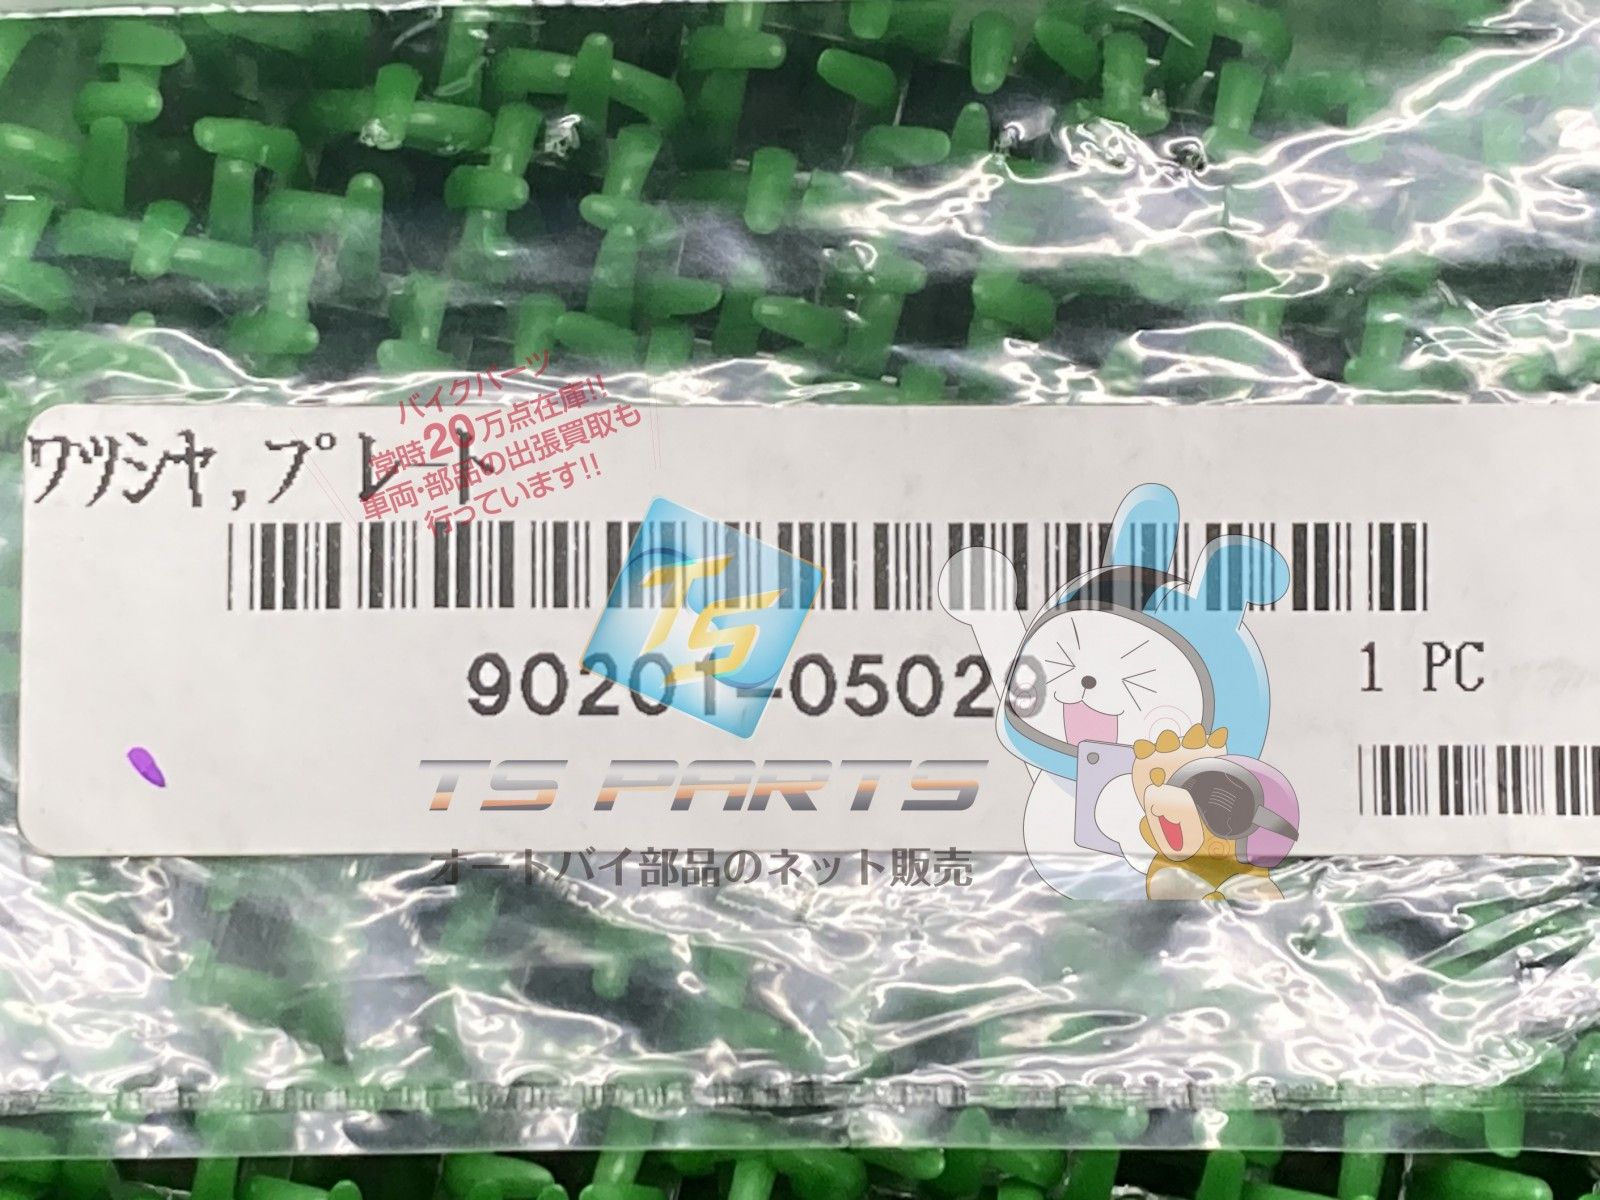 ワツシヤ,プレート
バイクパーツ
常時20万点在庫!!
車両・部品の出張買取も
行っています!!
TS
90201-05029
1 PC
TS PARTS
オートバイ部品のネット販売